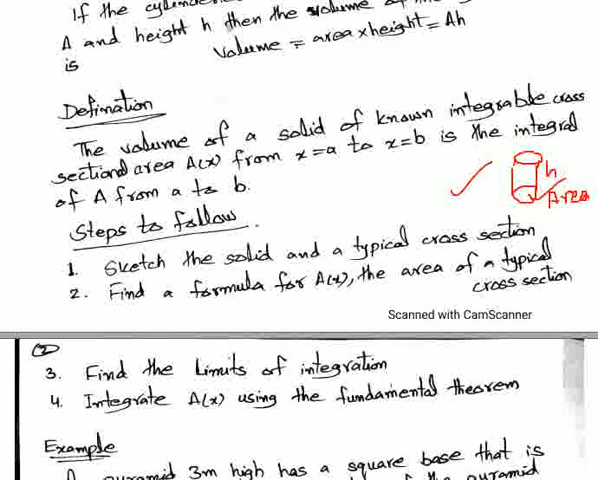 If the
A and height h then the volume
is
Volume = area x height = Ah
Defination
The volume of a solid of known integrable cross
sectional area A(x) from x=a to x=b is the integral
of A from a to b.
h
Area
Steps to follow
1. Sketch the solid and a typical cross section
2. Find a formula for A(x), the area of a typical
cross section
Scanned with CamScanner
2
3. Find the Limits of integration
4. Integrate A(x) using the fundamental theorem
Example
pyramid 3m high has a square base that is
pyramid